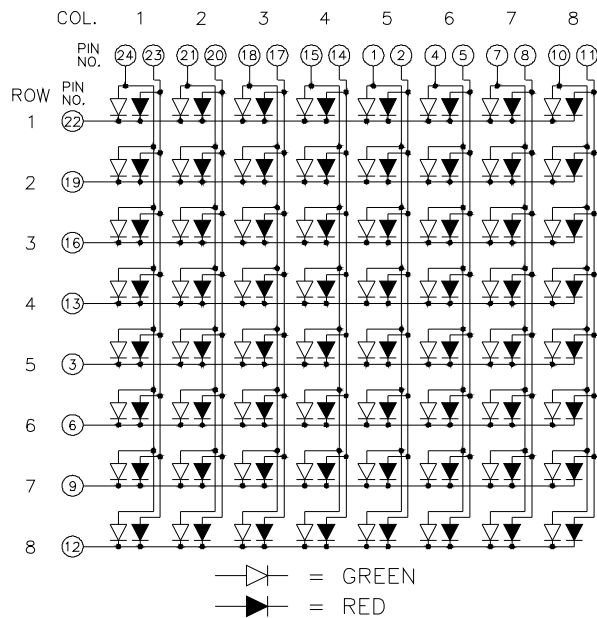 COL. 1 2 3 4 5 6 7 8
PIN NO. 24 23 21 20 18 17 15 14 1 2 4 5 7 8 10 11
ROW PIN NO.
1 22
2 19
3 16
4 13
5 3
6 6
7 9
8 12
= GREEN
= RED